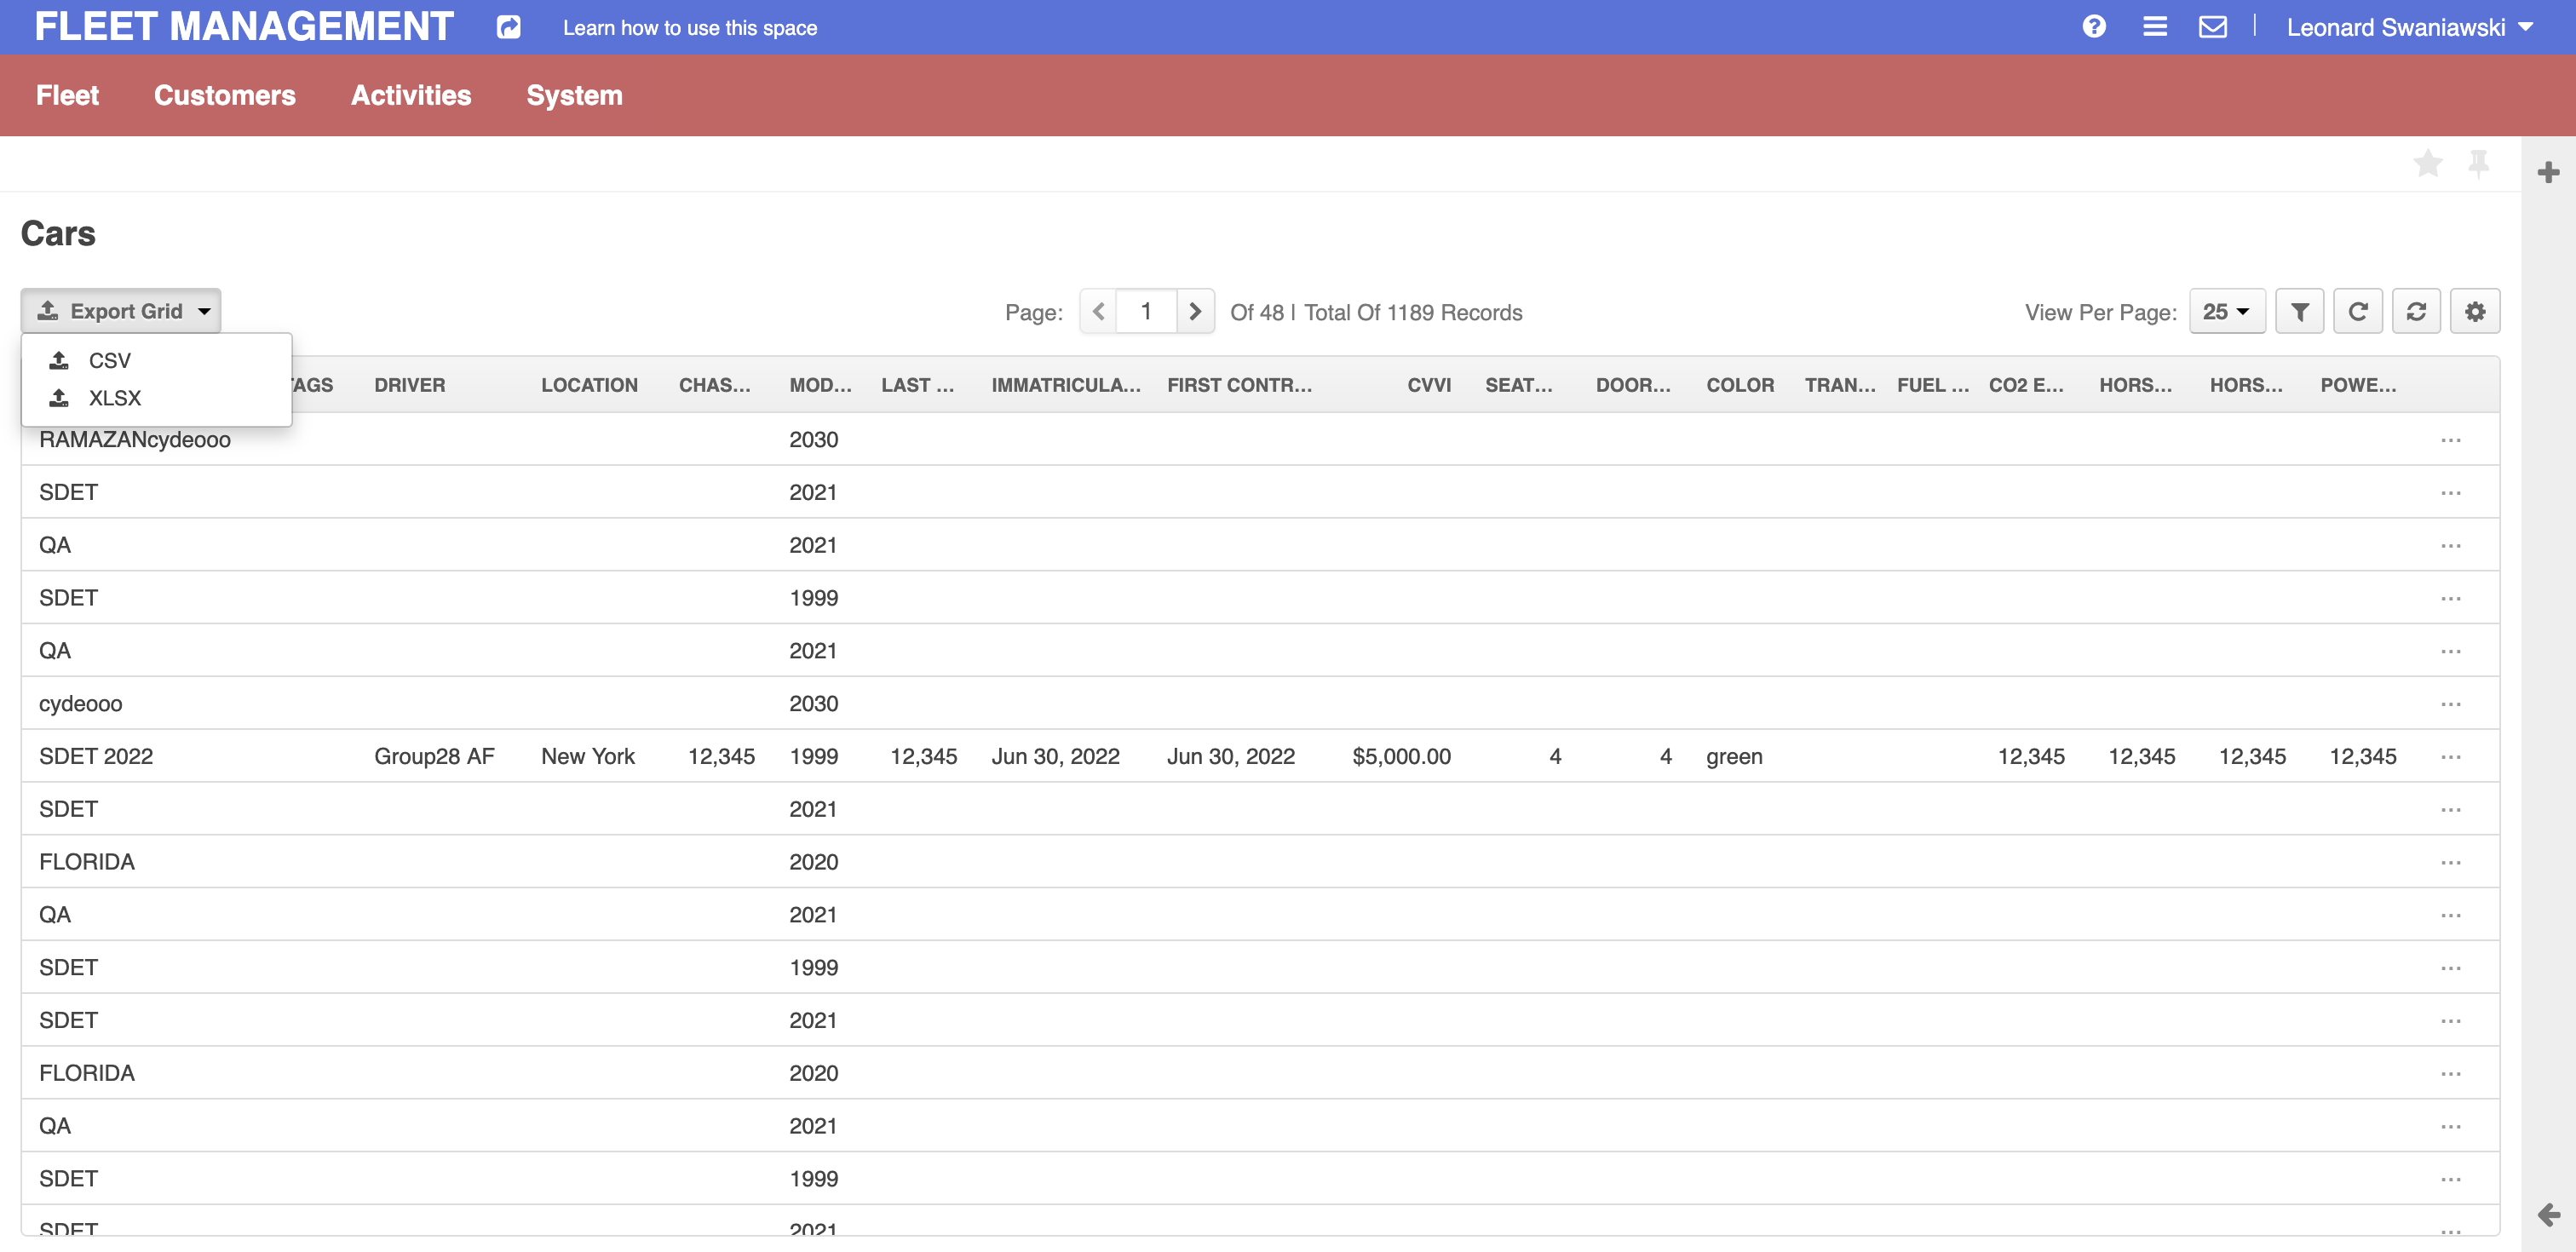 FLEET MANAGEMENT Learn how to use this space Leonard Swaniawski
Fleet Customers Activities System
Cars
Export Grid Page: 1 Of 48 | Total Of 1189 Records View Per Page: 25
CSV
XLSX
TAGS DRIVER LOCATION CHAS... MOD... LAST ... IMMATRICULA... FIRST CONTR... CVVI SEAT... DOOR... COLOR TRAN... FUEL ... CO2 E... HORS... HORS... POWE...
RAMAZANcydeooo 2030 ...
SDET 2021 ...
QA 2021 ...
SDET 1999 ...
QA 2021 ...
cydeooo 2030 ...
SDET 2022 Group28 AF New York 12,345 1999 12,345 Jun 30, 2022 Jun 30, 2022 $5,000.00 4 4 green 12,345 12,345 12,345 12,345 ...
SDET 2021 ...
FLORIDA 2020 ...
QA 2021 ...
SDET 1999 ...
SDET 2021 ...
FLORIDA 2020 ...
QA 2021 ...
SDET 1999 ...
SDET 2021 ...